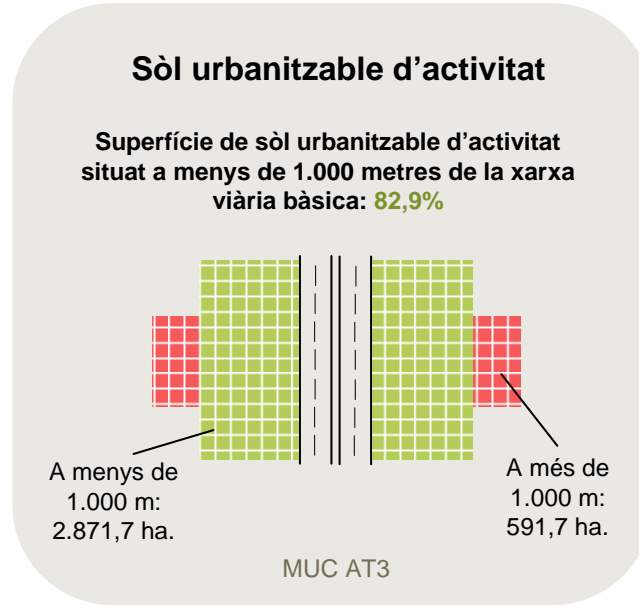 Sòl urbanitzable d’activitat
Superfície de sòl urbanitzable d’activitat
situat a menys de 1.000 metres de la xarxa
viària bàsica: 82,9%
A menys de
1.000 m:
2.871,7 ha.
A més de
1.000 m:
591,7 ha.
MUC AT3